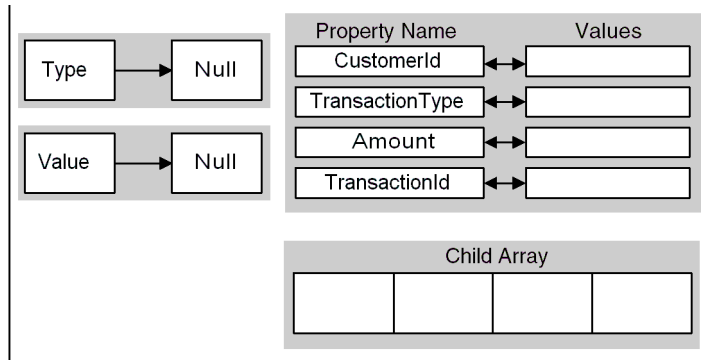 Type Null
Value Null
Property Name Values
CustomerId
TransactionType
Amount
TransactionId
Child Array